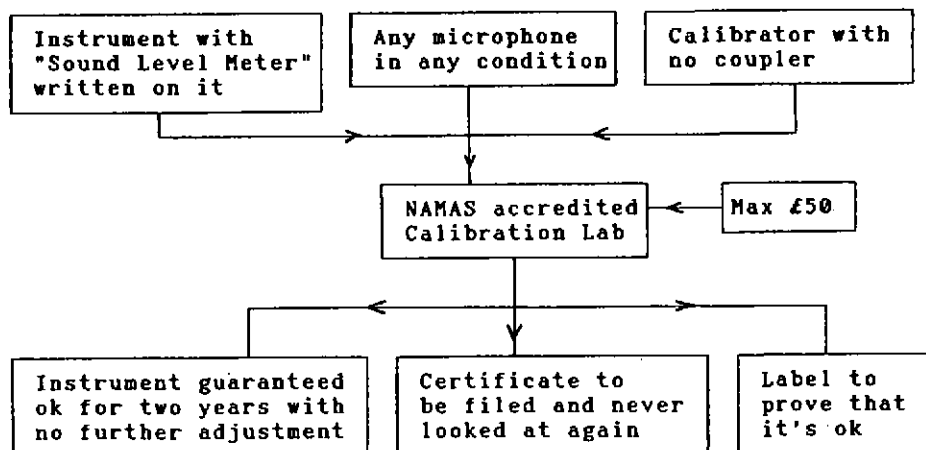 Instrument with
"Sound Level Meter"
written on it
Any microphone
in any condition
Calibrator with
no coupler
NAMAS accredited
Calibration Lab
Max £50
Instrument guaranteed
ok for two years with
no further adjustment
Certificate to
be filed and never
looked at again
Label to
prove that
it's ok